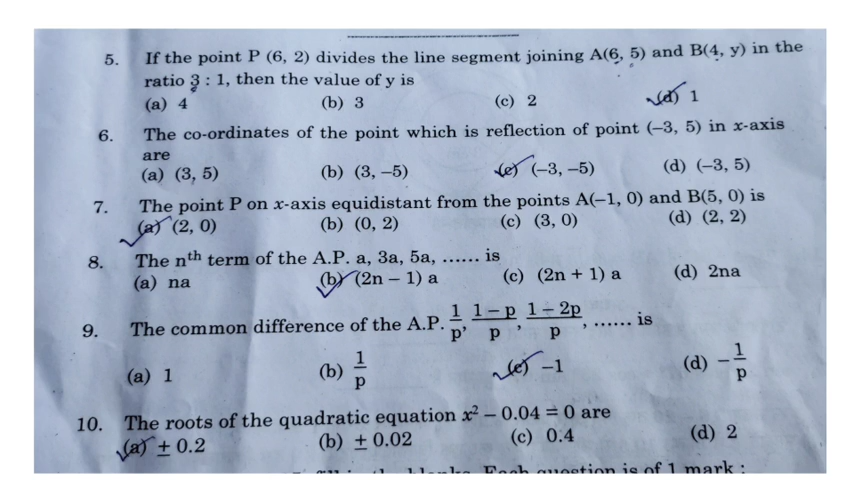 5. If the point P (6, 2) divides the line segment joining A(6, 5) and B(4, y) in the
ratio 3 : 1, then the value of y is
(a) 4 (b) 3 (c) 2 (d) 1
6. The co-ordinates of the point which is reflection of point (–3, 5) in x-axis
are
(a) (3, 5) (b) (3, –5) (c) (–3, –5) (d) (–3, 5)
7. The point P on x-axis equidistant from the points A(–1, 0) and B(5, 0) is
(a) (2, 0) (b) (0, 2) (c) (3, 0) (d) (2, 2)
8. The nth term of the A.P. a, 3a, 5a, ...... is
(a) na (b) (2n – 1) a (c) (2n + 1) a (d) 2na
9. The common difference of the A.P. 1/p, (1 – p)/p, (1 – 2p)/p, ...... is
(a) 1 (b) 1/p (c) –1 (d) –1/p
10. The roots of the quadratic equation x² – 0.04 = 0 are
(a) ± 0.2 (b) ± 0.02 (c) 0.4 (d) 2
Each question is of 1 mark :